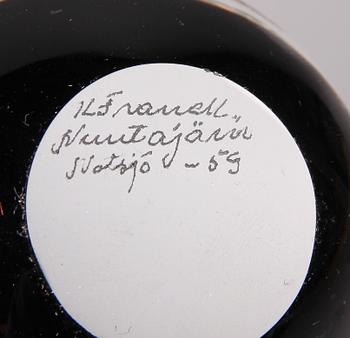 K Franck,
Nuutajärvi
Notsjö - 59